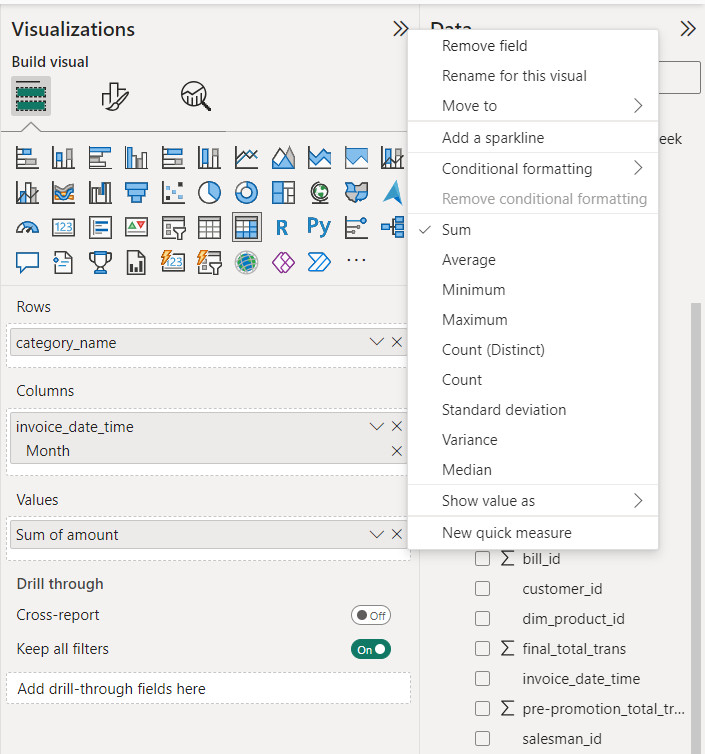 Visualizations
Build visual
123
R
Py
123
...
Rows
category_name
Columns
invoice_date_time
Month
Values
Sum of amount
Drill through
Cross-report
Off
Keep all filters
On
Add drill-through fields here
Remove field
Rename for this visual
Move to
Add a sparkline
Conditional formatting
Remove conditional formatting
Sum
Average
Minimum
Maximum
Count (Distinct)
Count
Standard deviation
Variance
Median
Show value as
New quick measure
Data
eek
Σ bill_id
customer_id
dim_product_id
Σ final_total_trans
invoice_date_time
Σ pre-promotion_total_tr...
salesman_id